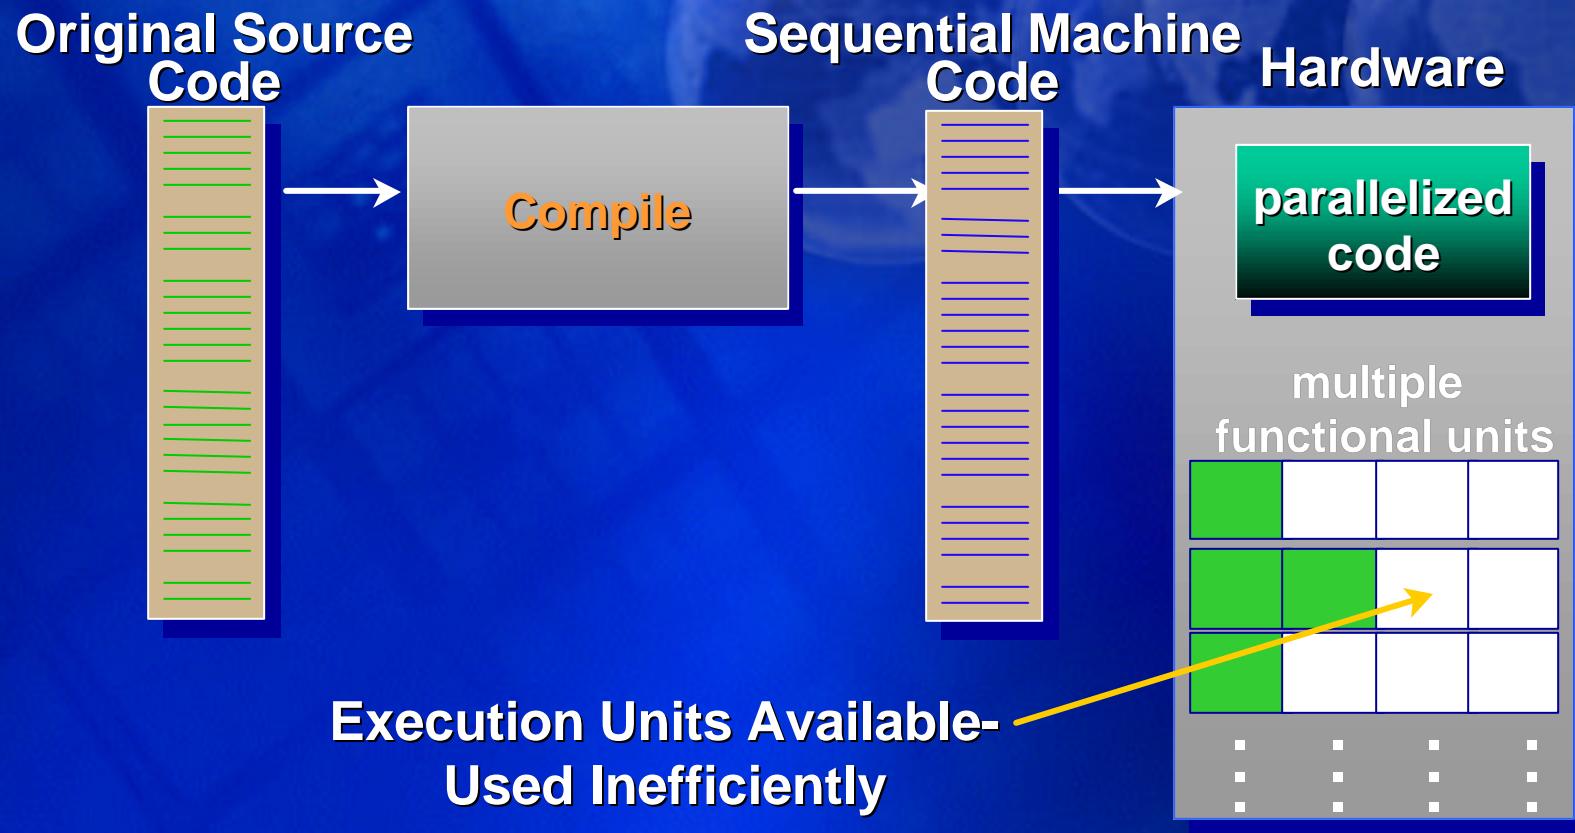 Original Source
Code
Sequential Machine
Code
Hardware
Compile
parallelized
code
multiple
functional units
Execution Units Available-
Used Inefficiently